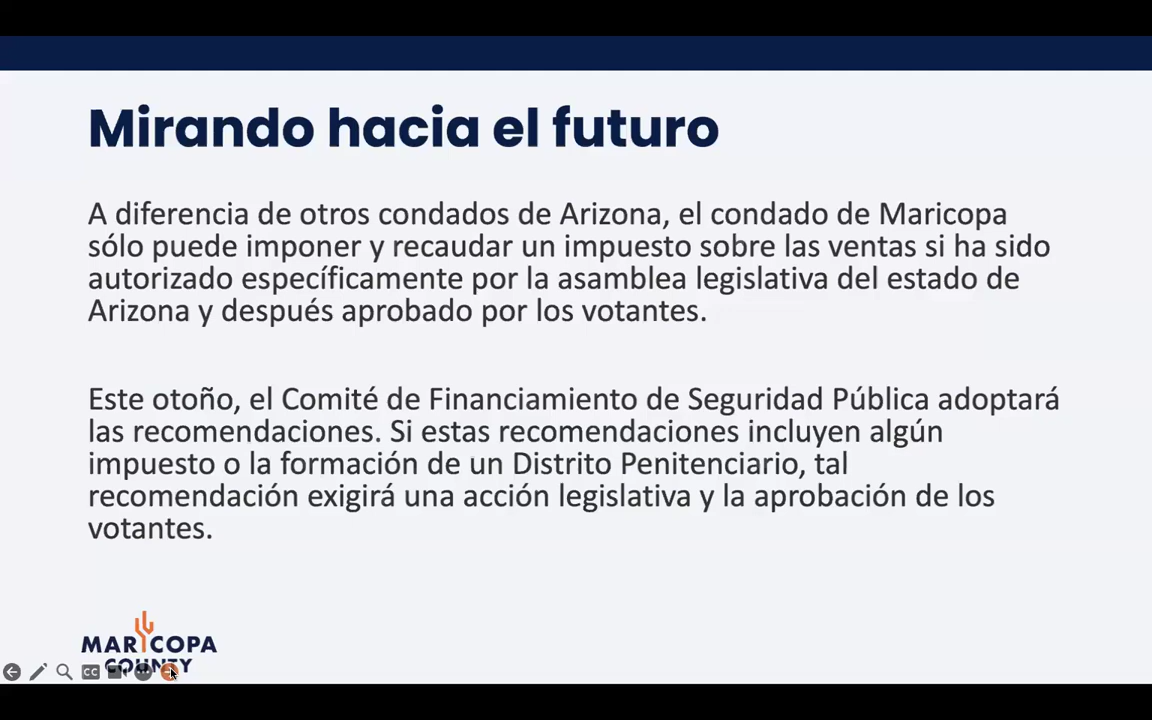 Mirando hacia el futuro
A diferencia de otros condados de Arizona, el condado de Maricopa
sólo puede imponer y recaudar un impuesto sobre las ventas si ha sido
autorizado específicamente por la asamblea legislativa del estado de
Arizona y después aprobado por los votantes.
Este otoño, el Comité de Financiamiento de Seguridad Pública adoptará
las recomendaciones. Si estas recomendaciones incluyen algún
impuesto o la formación de un Distrito Penitenciario, tal
recomendación exigirá una acción legislativa y la aprobación de los
votantes.
MARICOPA
COUNTY
CC